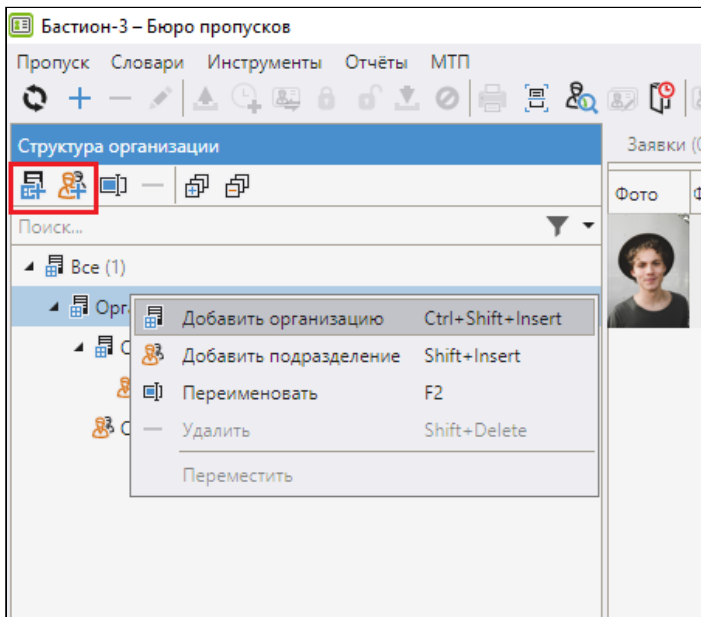 Бастион-3 – Бюро пропусков
Пропуск Словари Инструменты Отчёты МТП
Структура организации
Заявки
Поиск...
Фото
Все (1)
Добавить организацию Ctrl+Shift+Insert
Добавить подразделение Shift+Insert
Переименовать F2
Удалить Shift+Delete
Переместить